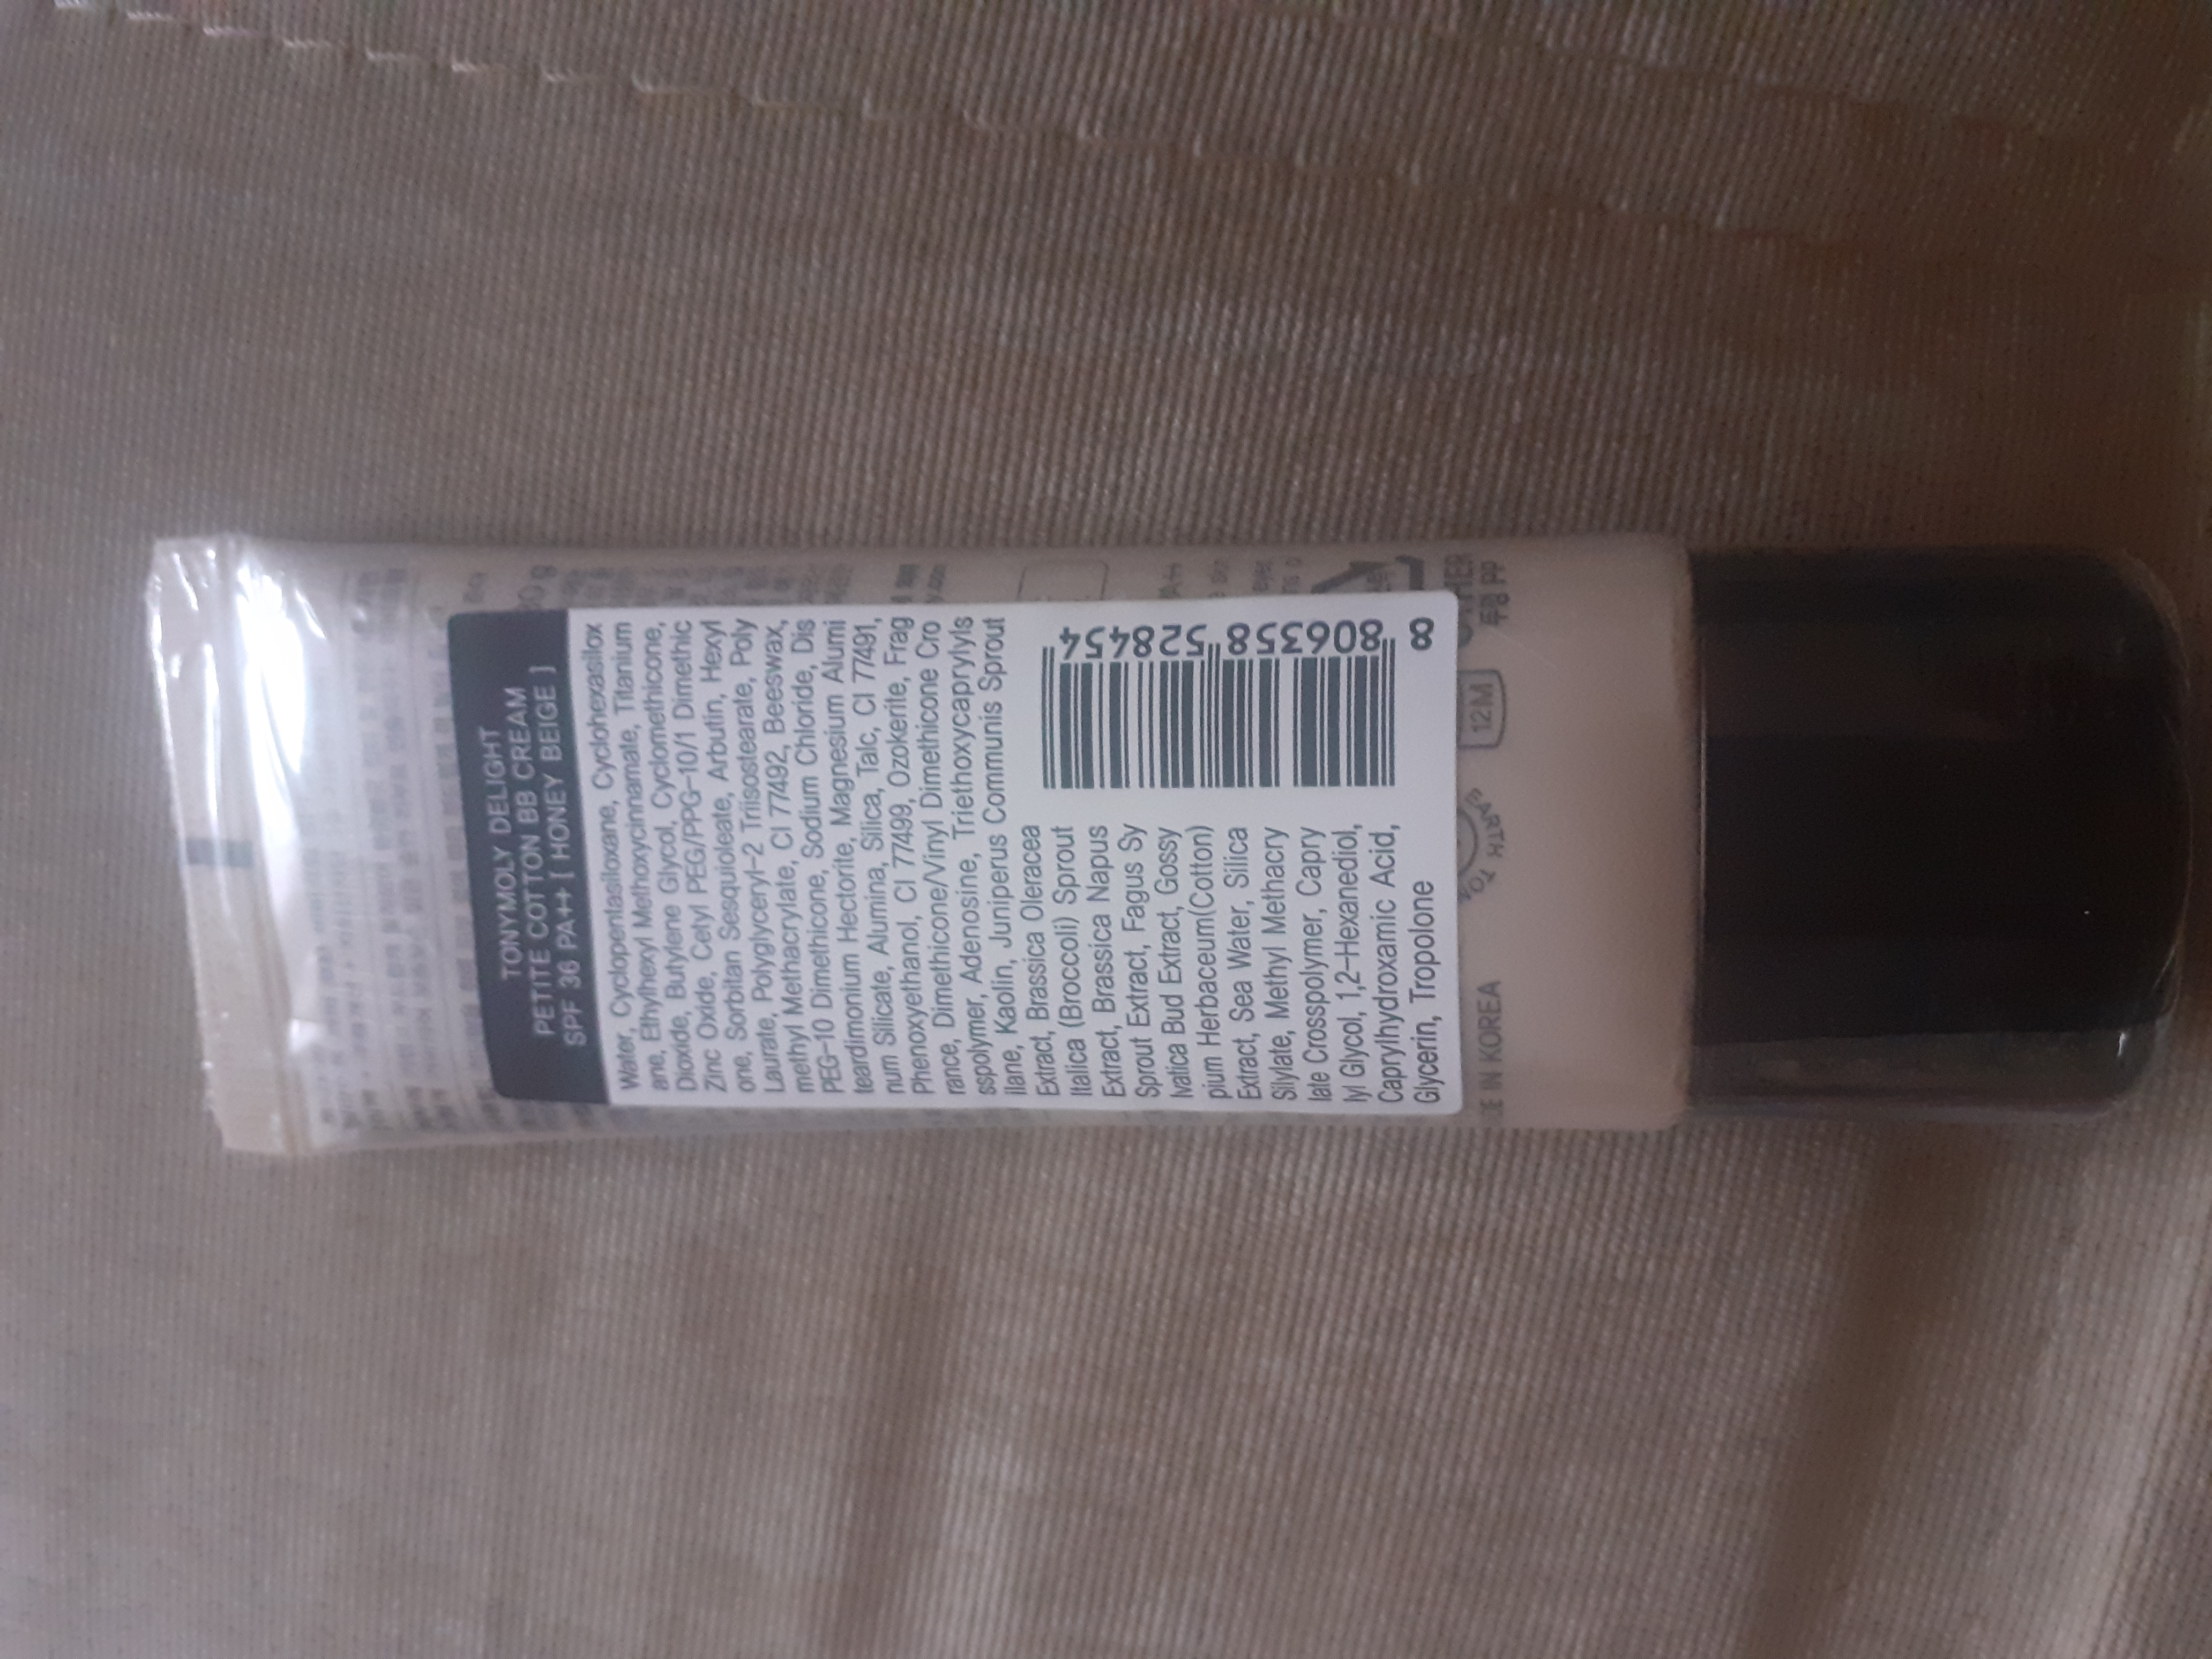 TONYMOLY DELIGHT
PETITE COTTON BB CREAM
SPF 36 PA++ [ HONEY BEIGE ]
Water, Cyclopentasiloxane, Cyclohexasilox
ane, Ethylhexyl Methoxycinnamate, Titanium
Dioxide, Butylene Glycol, Cyclomethicone,
Zinc Oxide, Cetyl PEG/PPG-10/1 Dimethic
one, Sorbitan Sesquioleate, Arbutin, Hexyl
Laurate, Polyglyceryl-2 Triisostearate, Poly
methyl Methacrylate, CI 77492, Beeswax,
PEG-10 Dimethicone, Sodium Chloride, Dis
teardimonium Hectorite, Magnesium Alumi
num Silicate, Alumina, Silica, Talc, CI 77491,
Phenoxyethanol, CI 77499, Ozokerite, Frag
rance, Dimethicone/Vinyl Dimethicone Cro
sspolymer, Adenosine, Triethoxycaprylyls
ilane, Kaolin, Juniperus Communis Sprout
Extract, Brassica Oleracea
Italica (Broccoli) Sprout
Extract, Brassica Napus
Sprout Extract, Fagus Sy
lvatica Bud Extract, Gossy
pium Herbaceum(Cotton)
Extract, Sea Water, Silica
Silylate, Methyl Methacry
late Crosspolymer, Capry
lyl Glycol, 1,2-Hexanediol,
Caprylhydroxamic Acid,
Glycerin, Tropolone
8 806358 528454
12M
IN KOREA